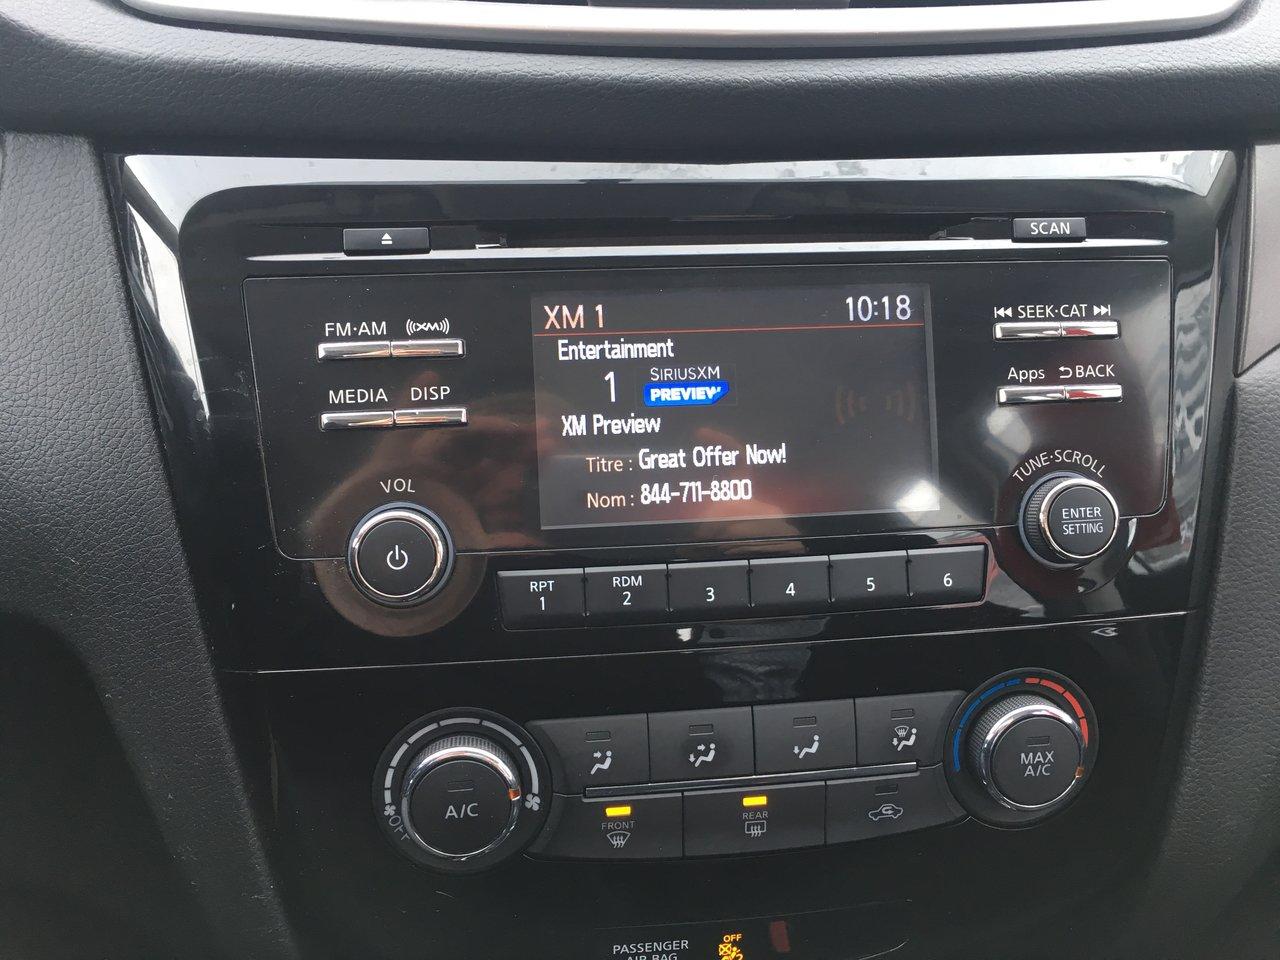 SCAN
FM·AM ((XM))
SEEK·CAT
MEDIA DISP
Apps BACK
XM 1 10:18
Entertainment
1 SIRIUSXM
PREVIEW
XM Preview
Titre : Great Offer Now!
Nom : 844-711-8800
VOL
TUNE·SCROLL
ENTER
SETTING
RPT
1
RDM
2
3
4
5
6
A/C
OFF
MAX
A/C
FRONT
REAR
PASSENGER
AIR BAG
OFF